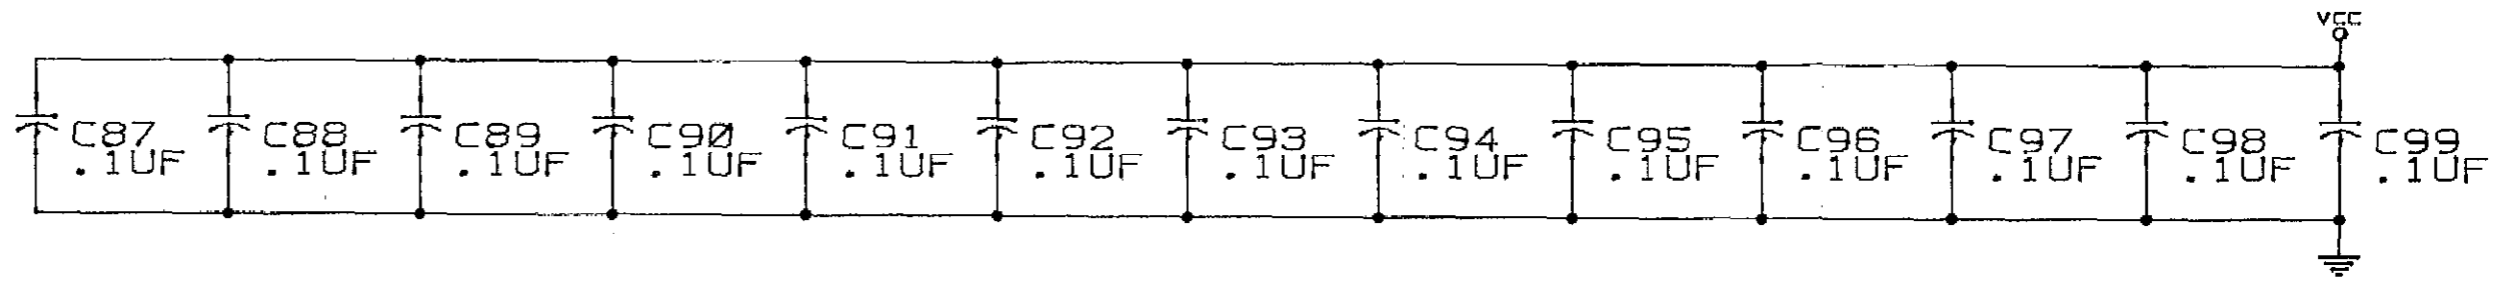 VCC
C87
.1UF
C88
.1UF
C89
.1UF
C90
.1UF
C91
.1UF
C92
.1UF
C93
.1UF
C94
.1UF
C95
.1UF
C96
.1UF
C97
.1UF
C98
.1UF
C99
.1UF